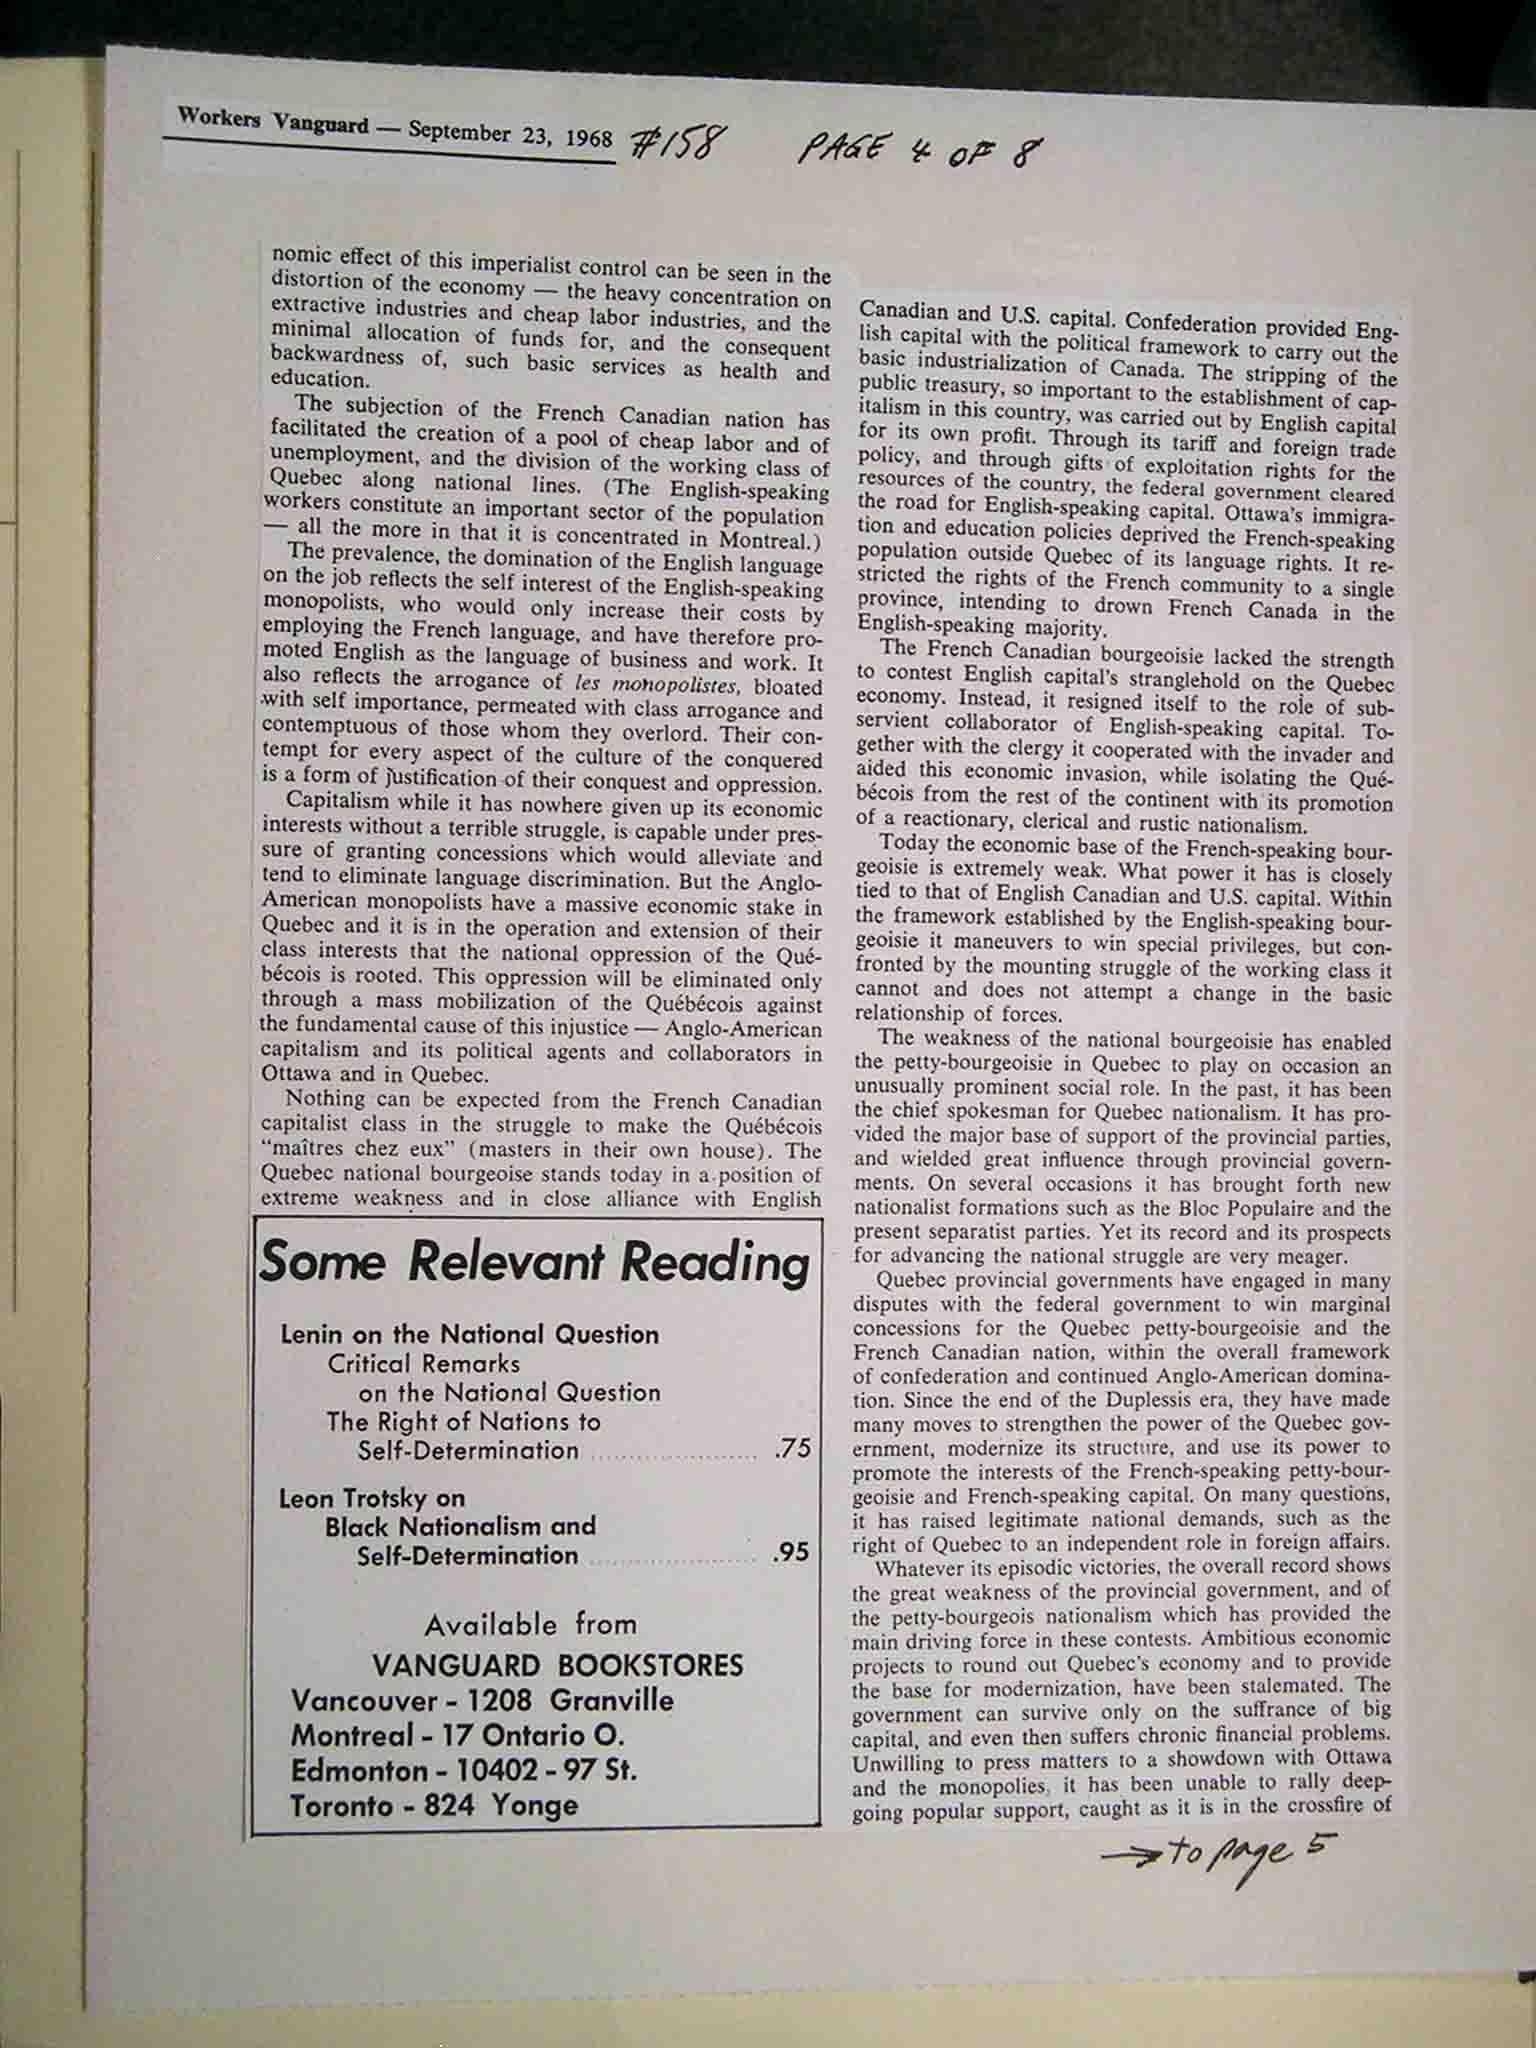 Workers Vanguard — September 23, 1968 #158 PAGE 4 OF 8
nomic effect of this imperialist control can be seen in the
distortion of the economy — the heavy concentration on
extractive industries and cheap labor industries, and the
minimal allocation of funds for, and the consequent
backwardness of, such basic services as health and
education.
The subjection of the French Canadian nation has
facilitated the creation of a pool of cheap labor and of
unemployment, and the division of the working class of
Quebec along national lines. (The English-speaking
workers constitute an important sector of the population
— all the more in that it is concentrated in Montreal.)
The prevalence, the domination of the English language
on the job reflects the self interest of the English-speaking
monopolists, who would only increase their costs by
employing the French language, and have therefore pro-
moted English as the language of business and work. It
also reflects the arrogance of les monopolistes, bloated
with self importance, permeated with class arrogance and
contemptuous of those whom they overlord. Their con-
tempt for every aspect of the culture of the conquered
is a form of justification of their conquest and oppression.
Capitalism while it has nowhere given up its economic
interests without a terrible struggle, is capable under pres-
sure of granting concessions which would alleviate and
tend to eliminate language discrimination. But the Anglo-
American monopolists have a massive economic stake in
Quebec and it is in the operation and extension of their
class interests that the national oppression of the Qué-
bécois is rooted. This oppression will be eliminated only
through a mass mobilization of the Québécois against
the fundamental cause of this injustice — Anglo-American
capitalism and its political agents and collaborators in
Ottawa and in Quebec.
Nothing can be expected from the French Canadian
capitalist class in the struggle to make the Québécois
“maîtres chez eux” (masters in their own house). The
Quebec national bourgeoise stands today in a position of
extreme weakness and in close alliance with English
Some Relevant Reading
Lenin on the National Question
Critical Remarks
on the National Question
The Right of Nations to
Self-Determination .................... .75
Leon Trotsky on
Black Nationalism and
Self-Determination .................... .95
Available from
VANGUARD BOOKSTORES
Vancouver - 1208 Granville
Montreal - 17 Ontario O.
Edmonton - 10402 - 97 St.
Toronto - 824 Yonge
Canadian and U.S. capital. Confederation provided Eng-
lish capital with the political framework to carry out the
basic industrialization of Canada. The stripping of the
public treasury, so important to the establishment of cap-
italism in this country, was carried out by English capital
for its own profit. Through its tariff and foreign trade
policy, and through gifts of exploitation rights for the
resources of the country, the federal government cleared
the road for English-speaking capital. Ottawa's immigra-
tion and education policies deprived the French-speaking
population outside Quebec of its language rights. It re-
stricted the rights of the French community to a single
province, intending to drown French Canada in the
English-speaking majority.
The French Canadian bourgeoisie lacked the strength
to contest English capital's stranglehold on the Quebec
economy. Instead, it resigned itself to the role of sub-
servient collaborator of English-speaking capital. To-
gether with the clergy it cooperated with the invader and
aided this economic invasion, while isolating the Qué-
bécois from the rest of the continent with its promotion
of a reactionary, clerical and rustic nationalism.
Today the economic base of the French-speaking bour-
geoisie is extremely weak. What power it has is closely
tied to that of English Canadian and U.S. capital. Within
the framework established by the English-speaking bour-
geoisie it maneuvers to win special privileges, but con-
fronted by the mounting struggle of the working class it
cannot and does not attempt a change in the basic
relationship of forces.
The weakness of the national bourgeoisie has enabled
the petty-bourgeoisie in Quebec to play on occasion an
unusually prominent social role. In the past, it has been
the chief spokesman for Quebec nationalism. It has pro-
vided the major base of support of the provincial parties,
and wielded great influence through provincial govern-
ments. On several occasions it has brought forth new
nationalist formations such as the Bloc Populaire and the
present separatist parties. Yet its record and its prospects
for advancing the national struggle are very meager.
Quebec provincial governments have engaged in many
disputes with the federal government to win marginal
concessions for the Quebec petty-bourgeoisie and the
French Canadian nation, within the overall framework
of confederation and continued Anglo-American domina-
tion. Since the end of the Duplessis era, they have made
many moves to strengthen the power of the Quebec gov-
ernment, modernize its structure, and use its power to
promote the interests of the French-speaking petty-bour-
geoisie and French-speaking capital. On many questions,
it has raised legitimate national demands, such as the
right of Quebec to an independent role in foreign affairs.
Whatever its episodic victories, the overall record shows
the great weakness of the provincial government, and of
the petty-bourgeois nationalism which has provided the
main driving force in these contests. Ambitious economic
projects to round out Quebec's economy and to provide
the base for modernization, have been stalemated. The
government can survive only on the suffrance of big
capital, and even then suffers chronic financial problems.
Unwilling to press matters to a showdown with Ottawa
and the monopolies, it has been unable to rally deep-
going popular support, caught as it is in the crossfire of
→ to page 5